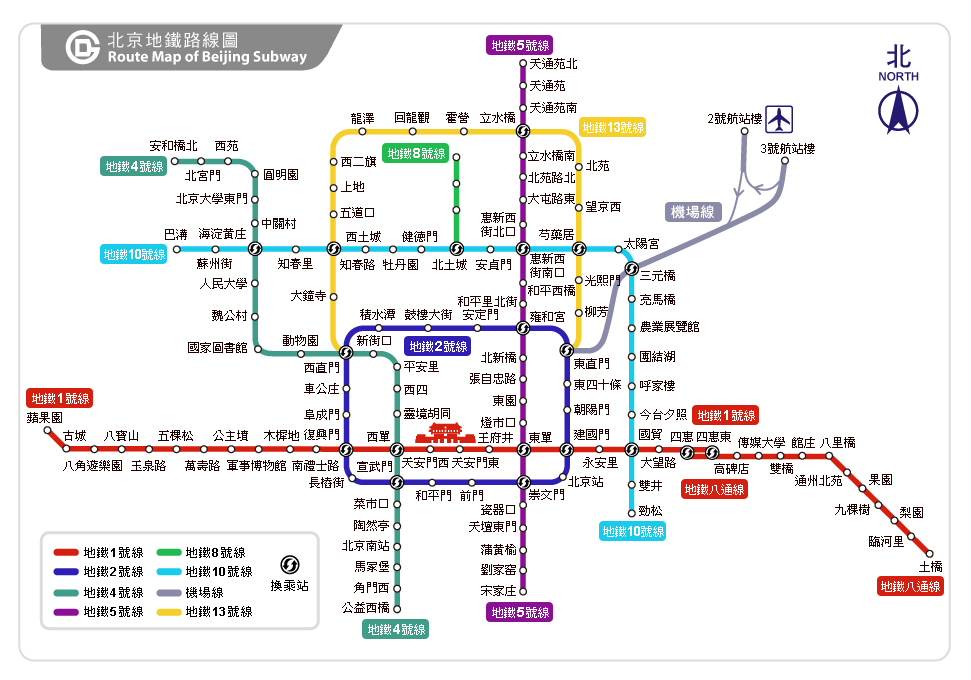 北京地鐵路線圖
Route Map of Beijing Subway
北
NORTH
地鐵5號線
天通苑北
天通苑
天通苑南
立水橋
霍營
回龍觀
龍澤
地鐵13號線
2號航站樓
3號航站樓
機場線
安和橋北
西苑
地鐵4號線
北宮門
圓明園
北京大學東門
中關村
西二旗
上地
五道口
地鐵8號線
立水橋南
北苑路北
大屯路東
北苑
望京西
惠新西
街北口
芍藥居
太陽宮
巴溝
海淀黃庄
地鐵10號線
蘇州街
知春里
知春路
西土城
牡丹園
健德門
北土城
安貞門
惠新西
街南口
光熙門
三元橋
人民大學
大鐘寺
和平西橋
和平里北街
柳芳
亮馬橋
魏公村
積水潭
鼓樓大街
安定門
雍和宮
農業展覽館
國家圖書館
動物園
新街口
地鐵2號線
西直門
平安里
北新橋
東直門
團結湖
車公庄
西四
張自忠路
東四十條
呼家樓
地鐵1號線
蘋果園
阜成門
靈境胡同
東園
朝陽門
今台夕照
地鐵1號線
燈市口
古城
八寶山
五棵松
公主墳
木樨地
復興門
西單
王府井
東單
建國門
國貿
四惠
四惠東
傳媒大學
館庄
八里橋
八角遊樂園
玉泉路
萬壽路
軍事博物館
南禮士路
宣武門
天安門西
天安門東
永安里
大望路
高碑店
雙橋
通州北苑
果園
長椿街
和平門
前門
崇文門
北京站
雙井
地鐵八通線
九棵樹
梨園
菜市口
瓷器口
勁松
陶然亭
天壇東門
地鐵10號線
臨河里
北京南站
蒲黃榆
土橋
馬家堡
劉家窑
地鐵八通線
角門西
宋家庄
公益西橋
地鐵5號線
地鐵4號線
地鐵1號線
地鐵8號線
地鐵2號線
地鐵10號線
地鐵4號線
機場線
地鐵5號線
地鐵13號線
換乘站